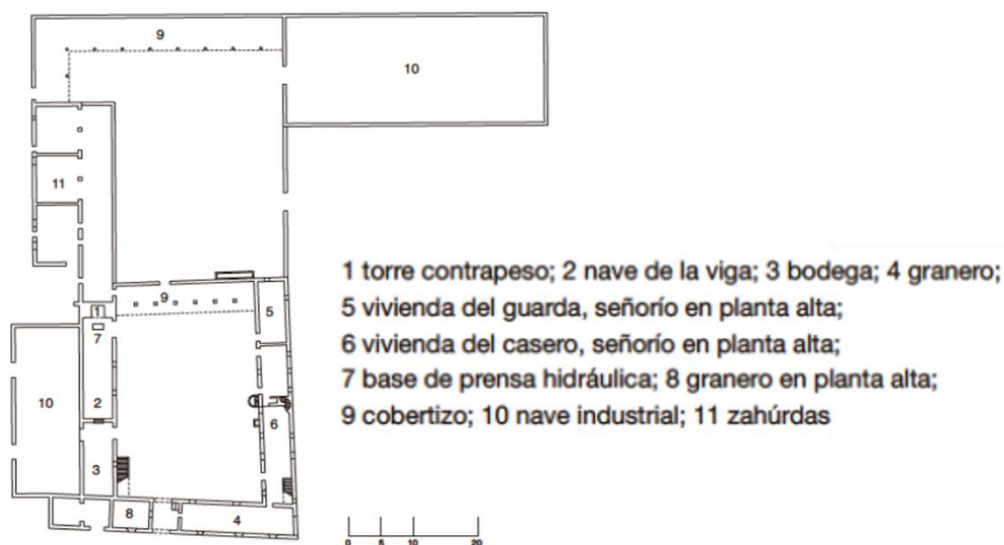 9
10
11
1 torre contrapeso; 2 nave de la viga; 3 bodega; 4 granero;
5 vivienda del guarda, señorío en planta alta;
6 vivienda del casero, señorío en planta alta;
7 base de prensa hidráulica; 8 granero en planta alta;
9 cobertizo; 10 nave industrial; 11 zahúrdas
9
5
1
7
10
2
6
3
8
4
0 5 10 20